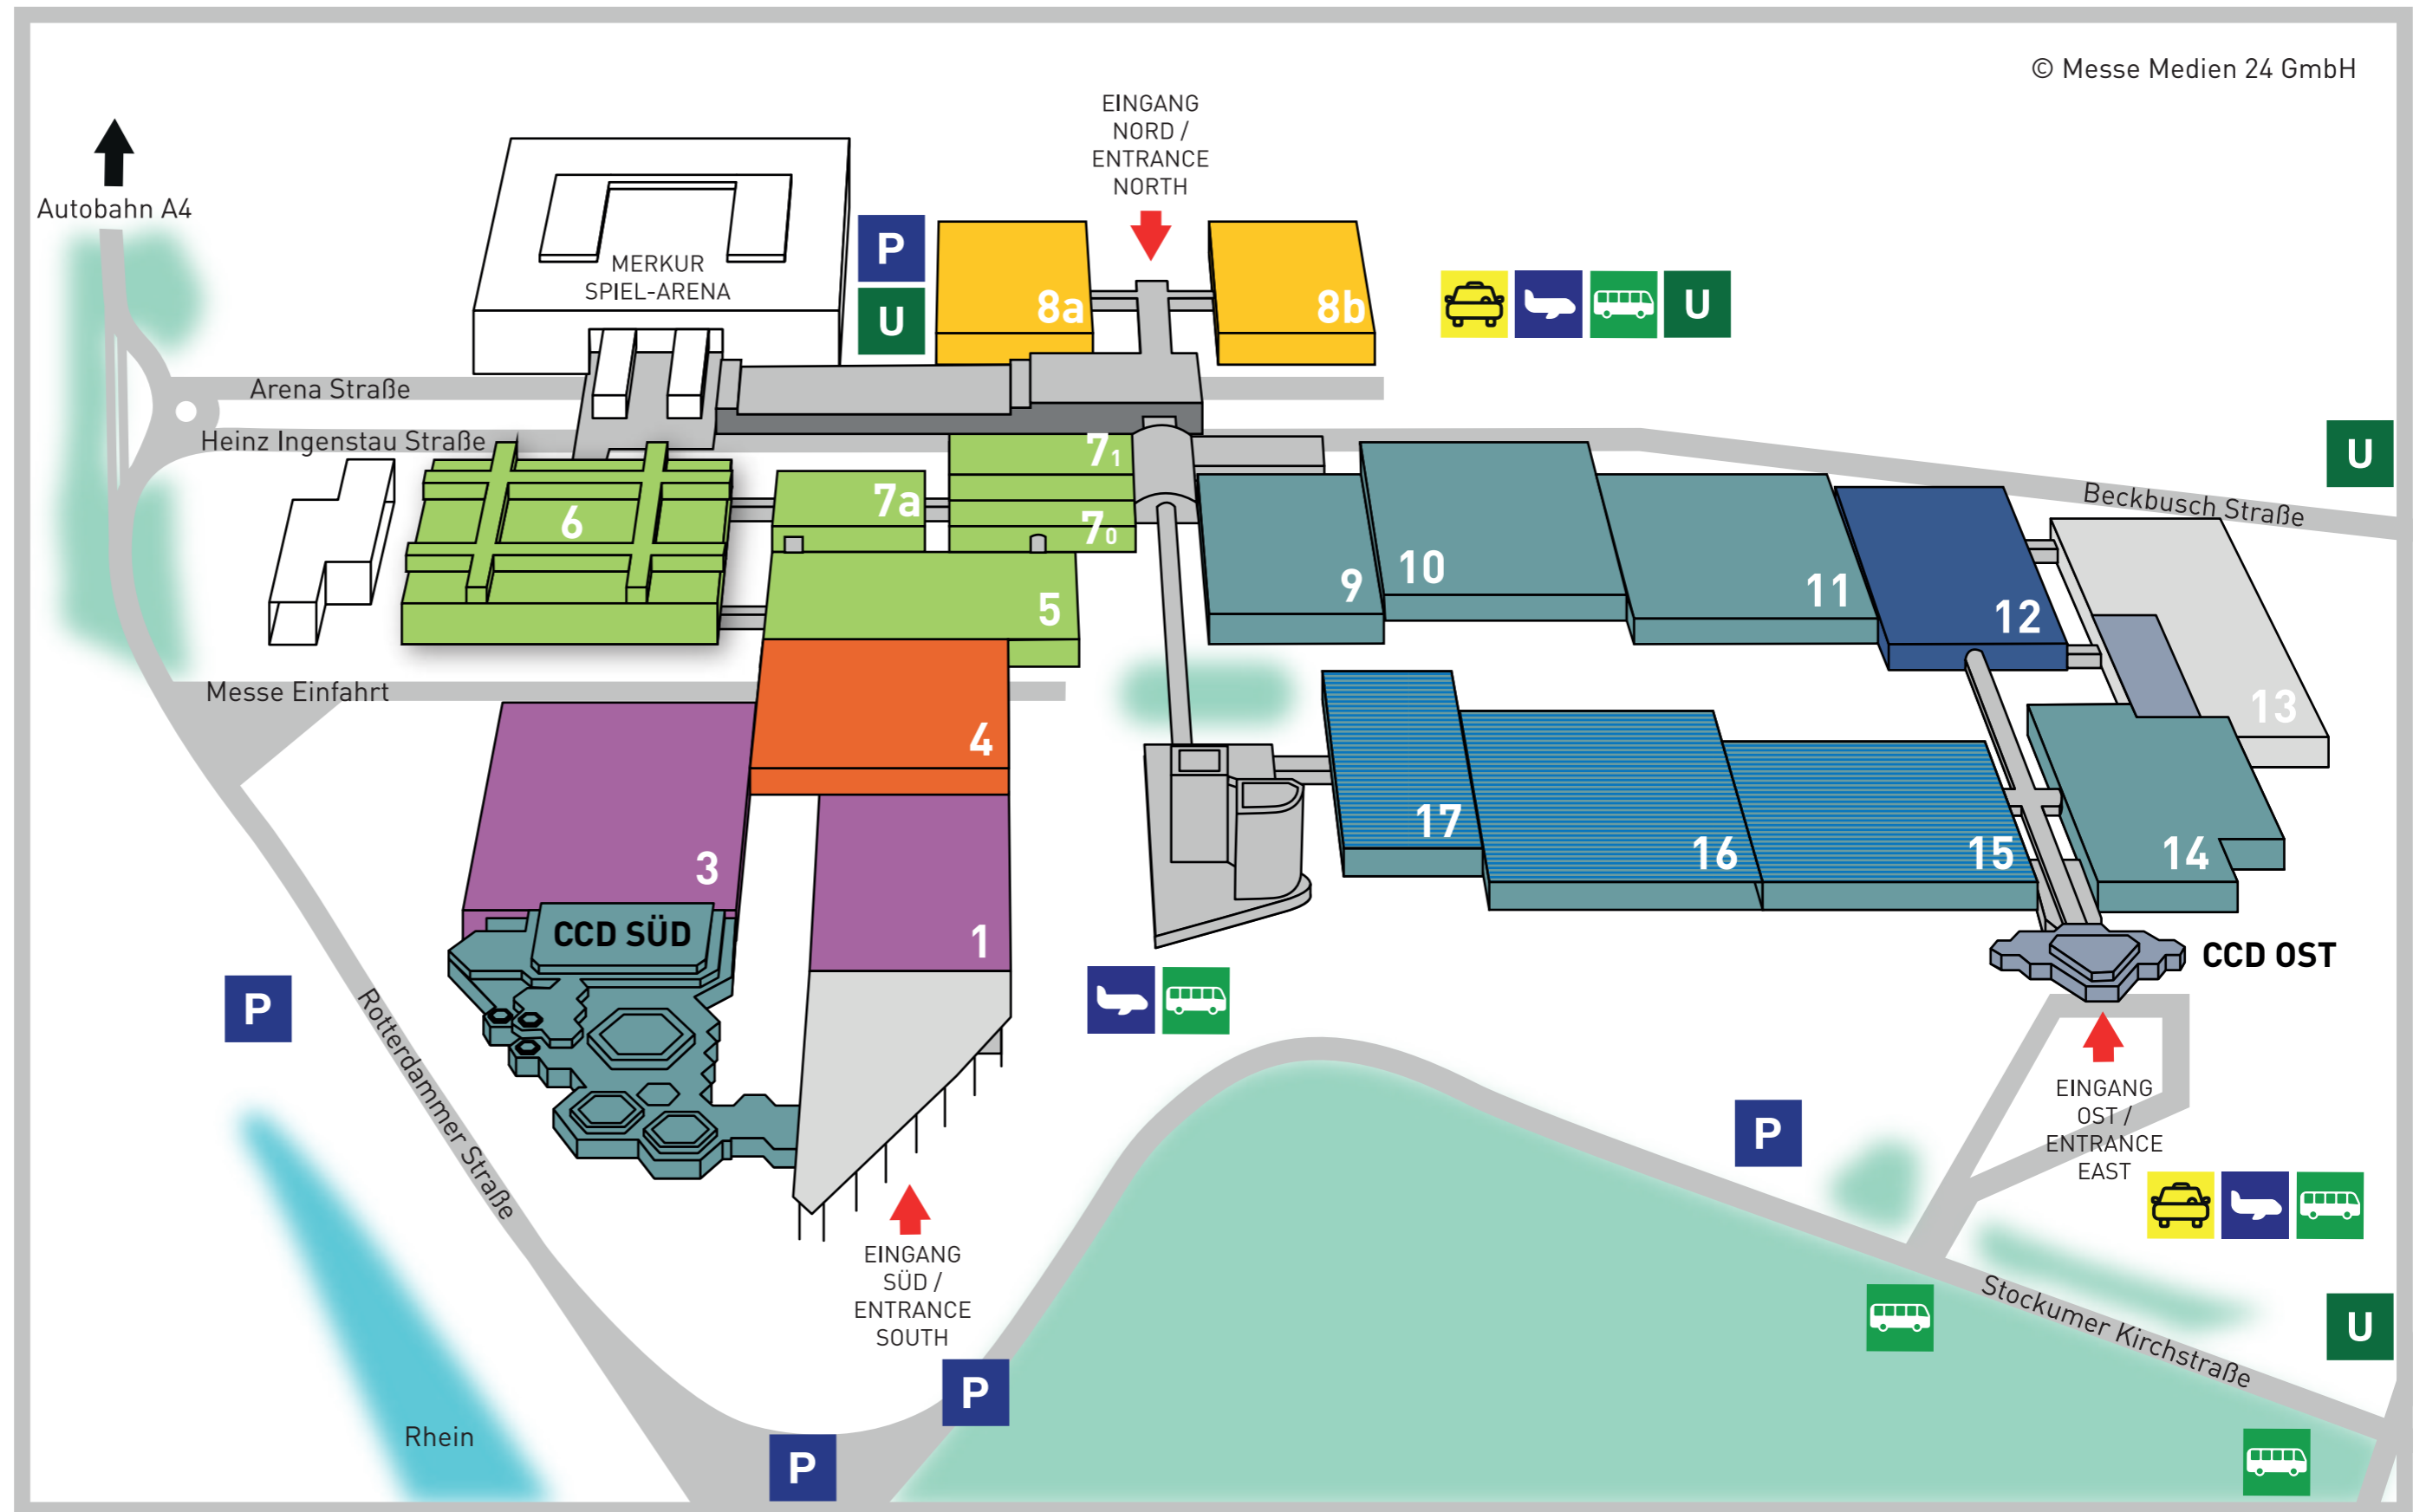 © Messe Medien 24 GmbH
EINGANG
NORD /
ENTRANCE
NORTH
Autobahn A4
MERKUR
SPIEL-ARENA
P
U
8a
8b
U
Arena Straße
Heinz Ingenstau Straße
U
Beckbusch Straße
6
7a
71
70
5
9
10
11
12
13
Messe Einfahrt
4
3
1
17
16
15
14
CCD SÜD
CCD OST
P
Rotterdammer Straße
EINGANG
OST /
ENTRANCE
EAST
P
EINGANG
SÜD /
ENTRANCE
SOUTH
Stockumer Kirchstraße
U
P
P
Rhein